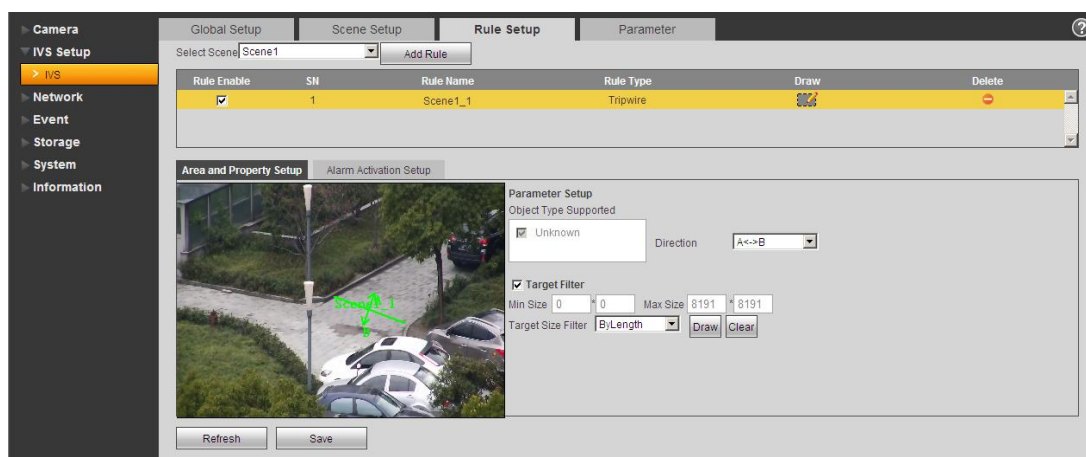 Camera
IVS Setup
> IVS
Network
Event
Storage
System
Information
Global Setup Scene Setup Rule Setup Parameter
?
Select Scene Scene1 Add Rule
Rule Enable SN Rule Name Rule Type Draw Delete
1 Scene1_1 Tripwire
Area and Property Setup Alarm Activation Setup
Scene1_1
B
Parameter Setup
Object Type Supported
Unknown
Direction A<->B
Target Filter
Min Size 0 * 0 Max Size 8191 * 8191
Target Size Filter ByLength Draw Clear
Refresh Save